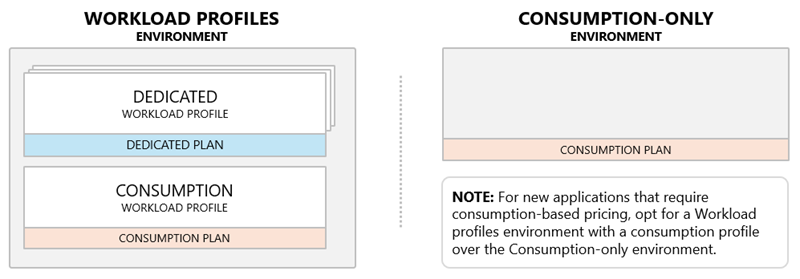 WORKLOAD PROFILES
ENVIRONMENT
DEDICATED
WORKLOAD PROFILE
DEDICATED PLAN
CONSUMPTION
WORKLOAD PROFILE
CONSUMPTION PLAN
CONSUMPTION-ONLY
ENVIRONMENT
CONSUMPTION PLAN
NOTE: For new applications that require
consumption-based pricing, opt for a Workload
profiles environment with a consumption profile
over the Consumption-only environment.